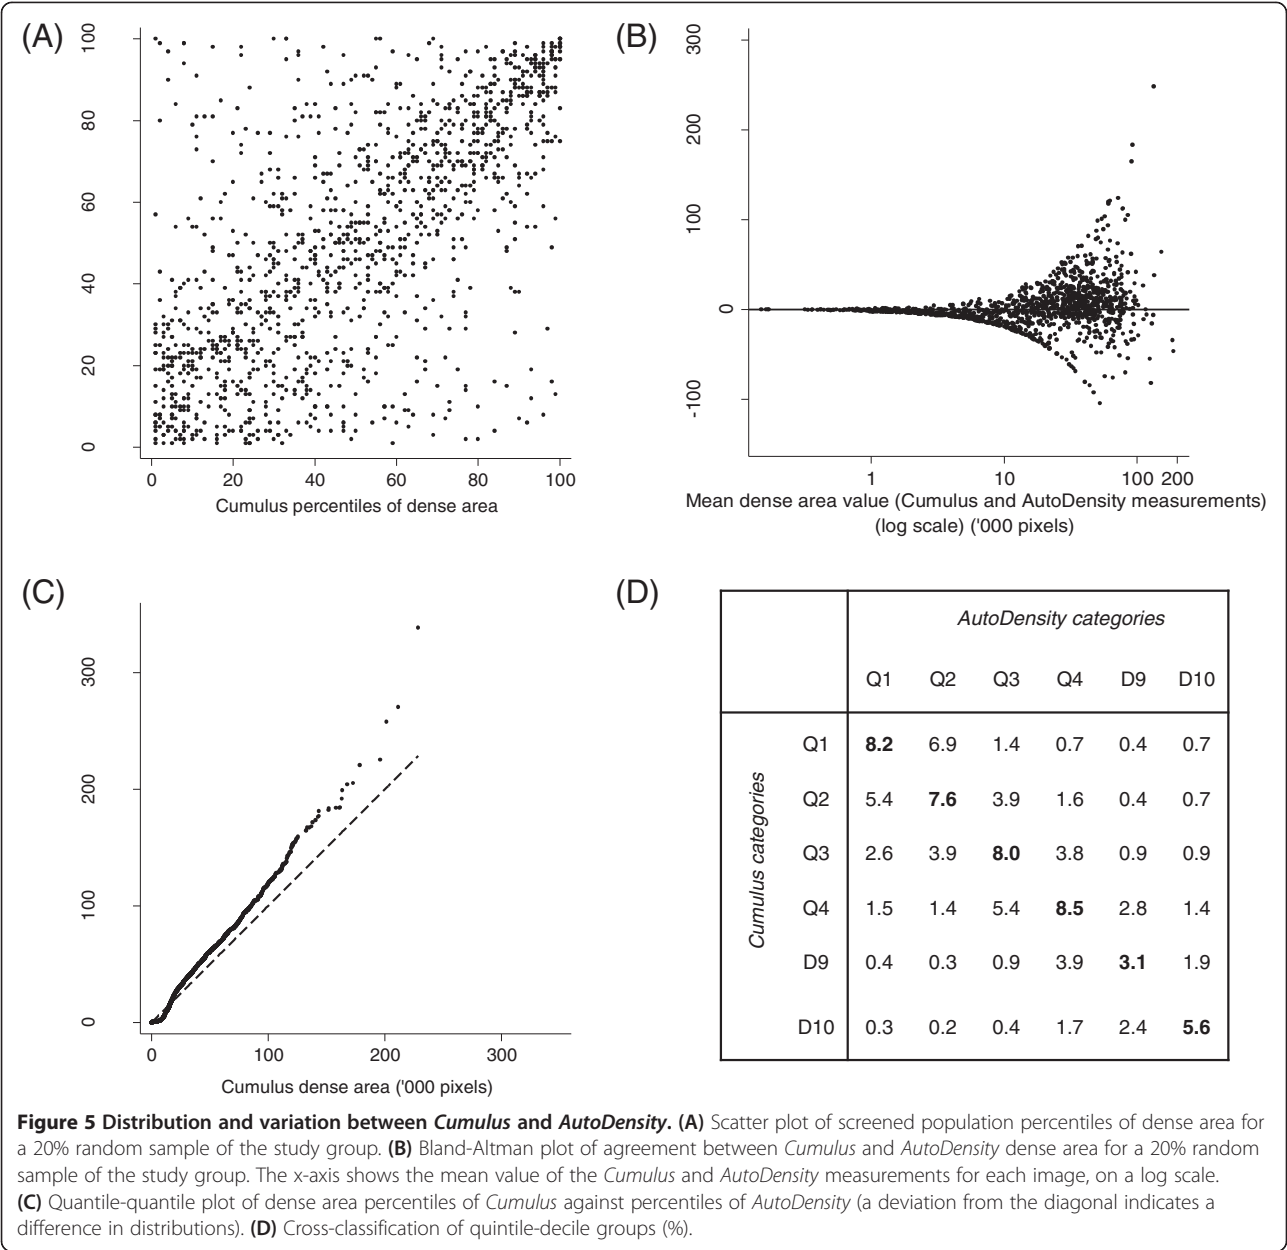 (A)
100
80
60
40
20
0
0 20 40 60 80 100
Cumulus percentiles of dense area
(B)
300
200
100
0
-100
1 10 100 200
Mean dense area value (Cumulus and AutoDensity measurements)
(log scale) ('000 pixels)
(C)
300
200
100
0
0 100 200 300
Cumulus dense area ('000 pixels)
(D)
AutoDensity categories
Q1 Q2 Q3 Q4 D9 D10
Cumulus categories
Q1 8.2 6.9 1.4 0.7 0.4 0.7
Q2 5.4 7.6 3.9 1.6 0.4 0.7
Q3 2.6 3.9 8.0 3.8 0.9 0.9
Q4 1.5 1.4 5.4 8.5 2.8 1.4
D9 0.4 0.3 0.9 3.9 3.1 1.9
D10 0.3 0.2 0.4 1.7 2.4 5.6
Figure 5 Distribution and variation between Cumulus and AutoDensity. (A) Scatter plot of screened population percentiles of dense area for
a 20% random sample of the study group. (B) Bland-Altman plot of agreement between Cumulus and AutoDensity dense area for a 20% random
sample of the study group. The x-axis shows the mean value of the Cumulus and AutoDensity measurements for each image, on a log scale.
(C) Quantile-quantile plot of dense area percentiles of Cumulus against percentiles of AutoDensity (a deviation from the diagonal indicates a
difference in distributions). (D) Cross-classification of quintile-decile groups (%).